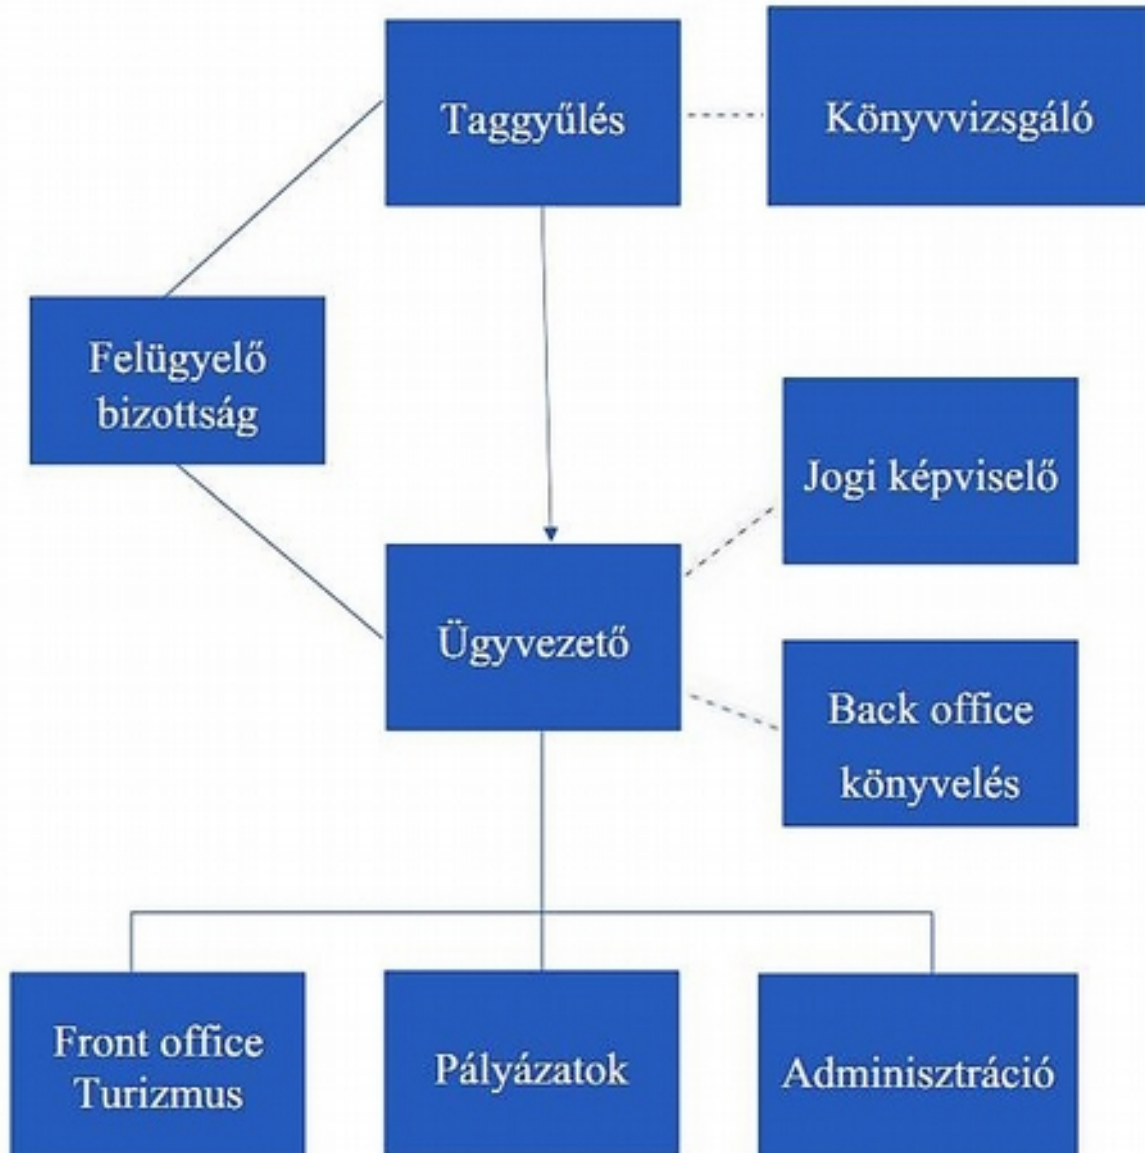 Taggyűlés
Könyvvizsgáló
Felügyelő
bizottság
Jogi képviselő
Ügyvezető
Back office
könyvelés
Front office
Turizmus
Pályázatok
Adminisztráció